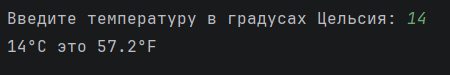 Введите температуру в градусах Цельсия: 14
14°C это 57.2°F